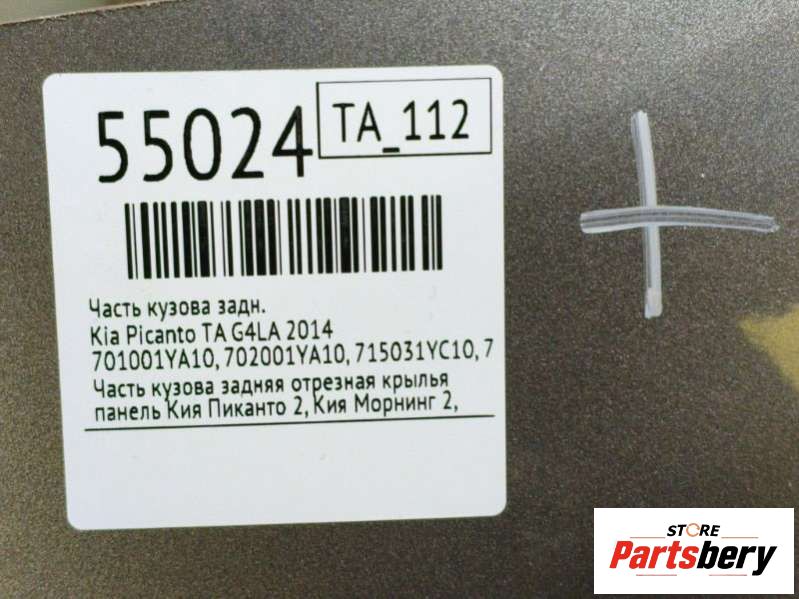 55024
TA_112
Часть кузова задн.
Kia Picanto TA G4LA 2014
701001YA10, 702001YA10, 715031YC10, 7
Часть кузова задняя отрезная крылья
панель Кия Пиканто 2, Кия Морнинг 2,
STORE
Partsbery